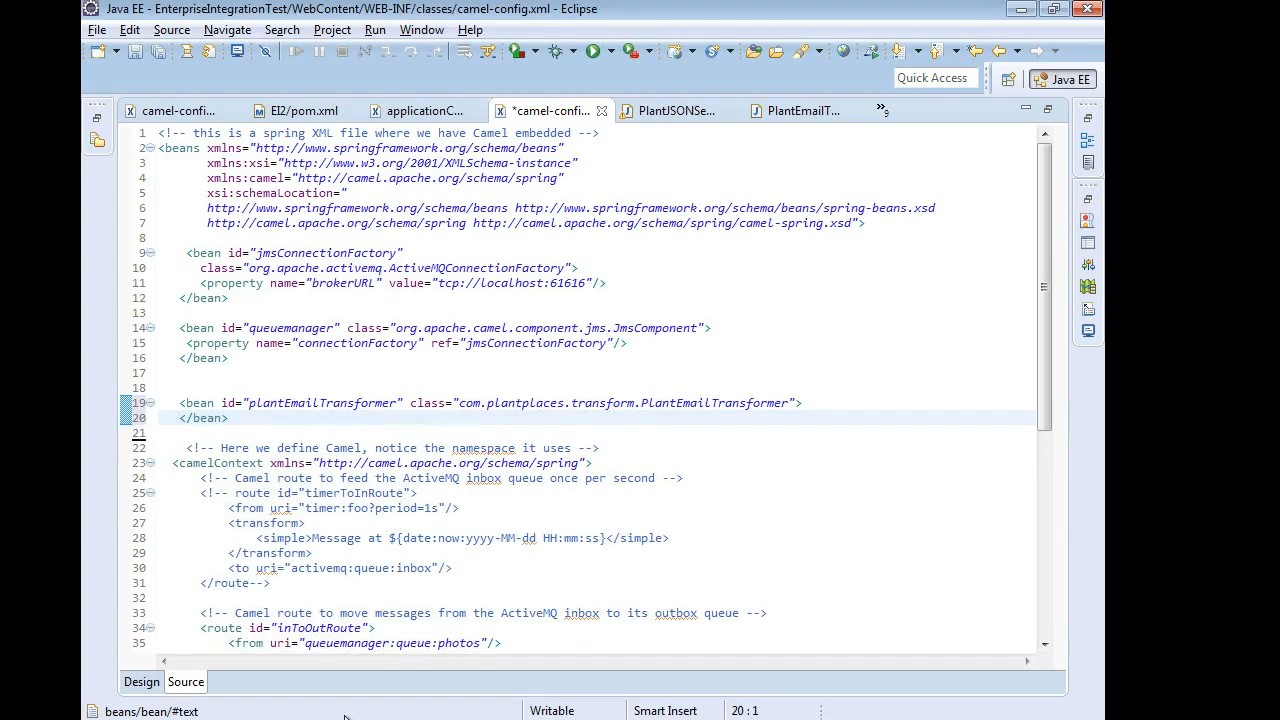 Java EE - EnterpriseIntegrationTest/WebContent/WEB-INF/classes/camel-config.xml - Eclipse
File Edit Source Navigate Search Project Run Window Help
Quick Access Java EE
camel-confi... EI2/pom.xml applicationC... *camel-confi... PlantJSONSe... PlantEmailT... »9
1 <!-- this is a spring XML file where we have Camel embedded -->
2 <beans xmlns="http://www.springframework.org/schema/beans"
3 xmlns:xsi="http://www.w3.org/2001/XMLSchema-instance"
4 xmlns:camel="http://camel.apache.org/schema/spring"
5 xsi:schemaLocation="
6 http://www.springframework.org/schema/beans http://www.springframework.org/schema/beans/spring-beans.xsd
7 http://camel.apache.org/schema/spring http://camel.apache.org/schema/spring/camel-spring.xsd">
8
9 <bean id="jmsConnectionFactory"
10 class="org.apache.activemq.ActiveMQConnectionFactory">
11 <property name="brokerURL" value="tcp://localhost:61616"/>
12 </bean>
13
14 <bean id="queuemanager" class="org.apache.camel.component.jms.JmsComponent">
15 <property name="connectionFactory" ref="jmsConnectionFactory"/>
16 </bean>
17
18
19 <bean id="plantEmailTransformer" class="com.plantplaces.transform.PlantEmailTransformer">
20 </bean>
21
22 <!-- Here we define Camel, notice the namespace it uses -->
23 <camelContext xmlns="http://camel.apache.org/schema/spring">
24 <!-- Camel route to feed the ActiveMQ inbox queue once per second -->
25 <!-- route id="timerToInRoute">
26 <from uri="timer:foo?period=1s"/>
27 <transform>
28 <simple>Message at ${date:now:yyyy-MM-dd HH:mm:ss}</simple>
29 </transform>
30 <to uri="activemq:queue:inbox"/>
31 </route-->
32
33 <!-- Camel route to move messages from the ActiveMQ inbox to its outbox queue -->
34 <route id="inToOutRoute">
35 <from uri="queuemanager:queue:photos"/>
Design Source
beans/bean/#text Writable Smart Insert 20 : 1